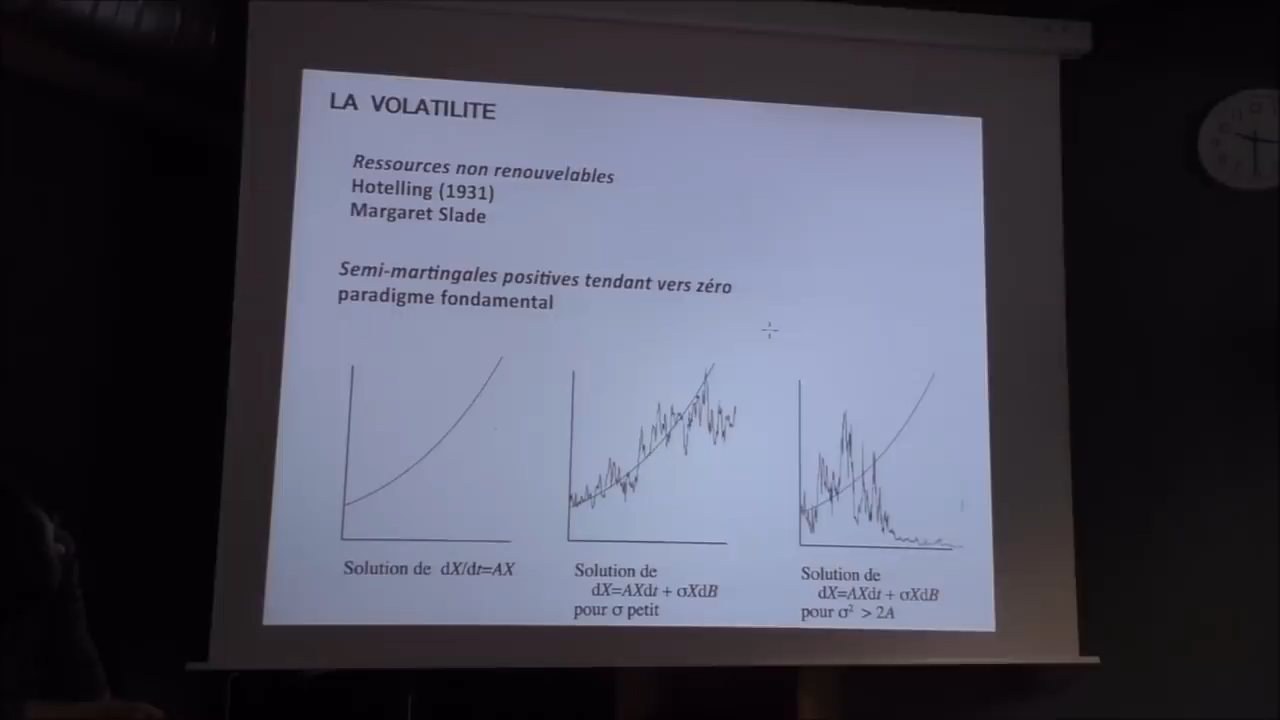 LA VOLATILITE
Ressources non renouvelables
Hotelling (1931)
Margaret Slade
Semi-martingales positives tendant vers zéro
paradigme fondamental
Solution de dX/dt=AX
Solution de
dX=AXdt + σXdB
pour σ petit
Solution de
dX=AXdt + σXdB
pour σ² > 2A